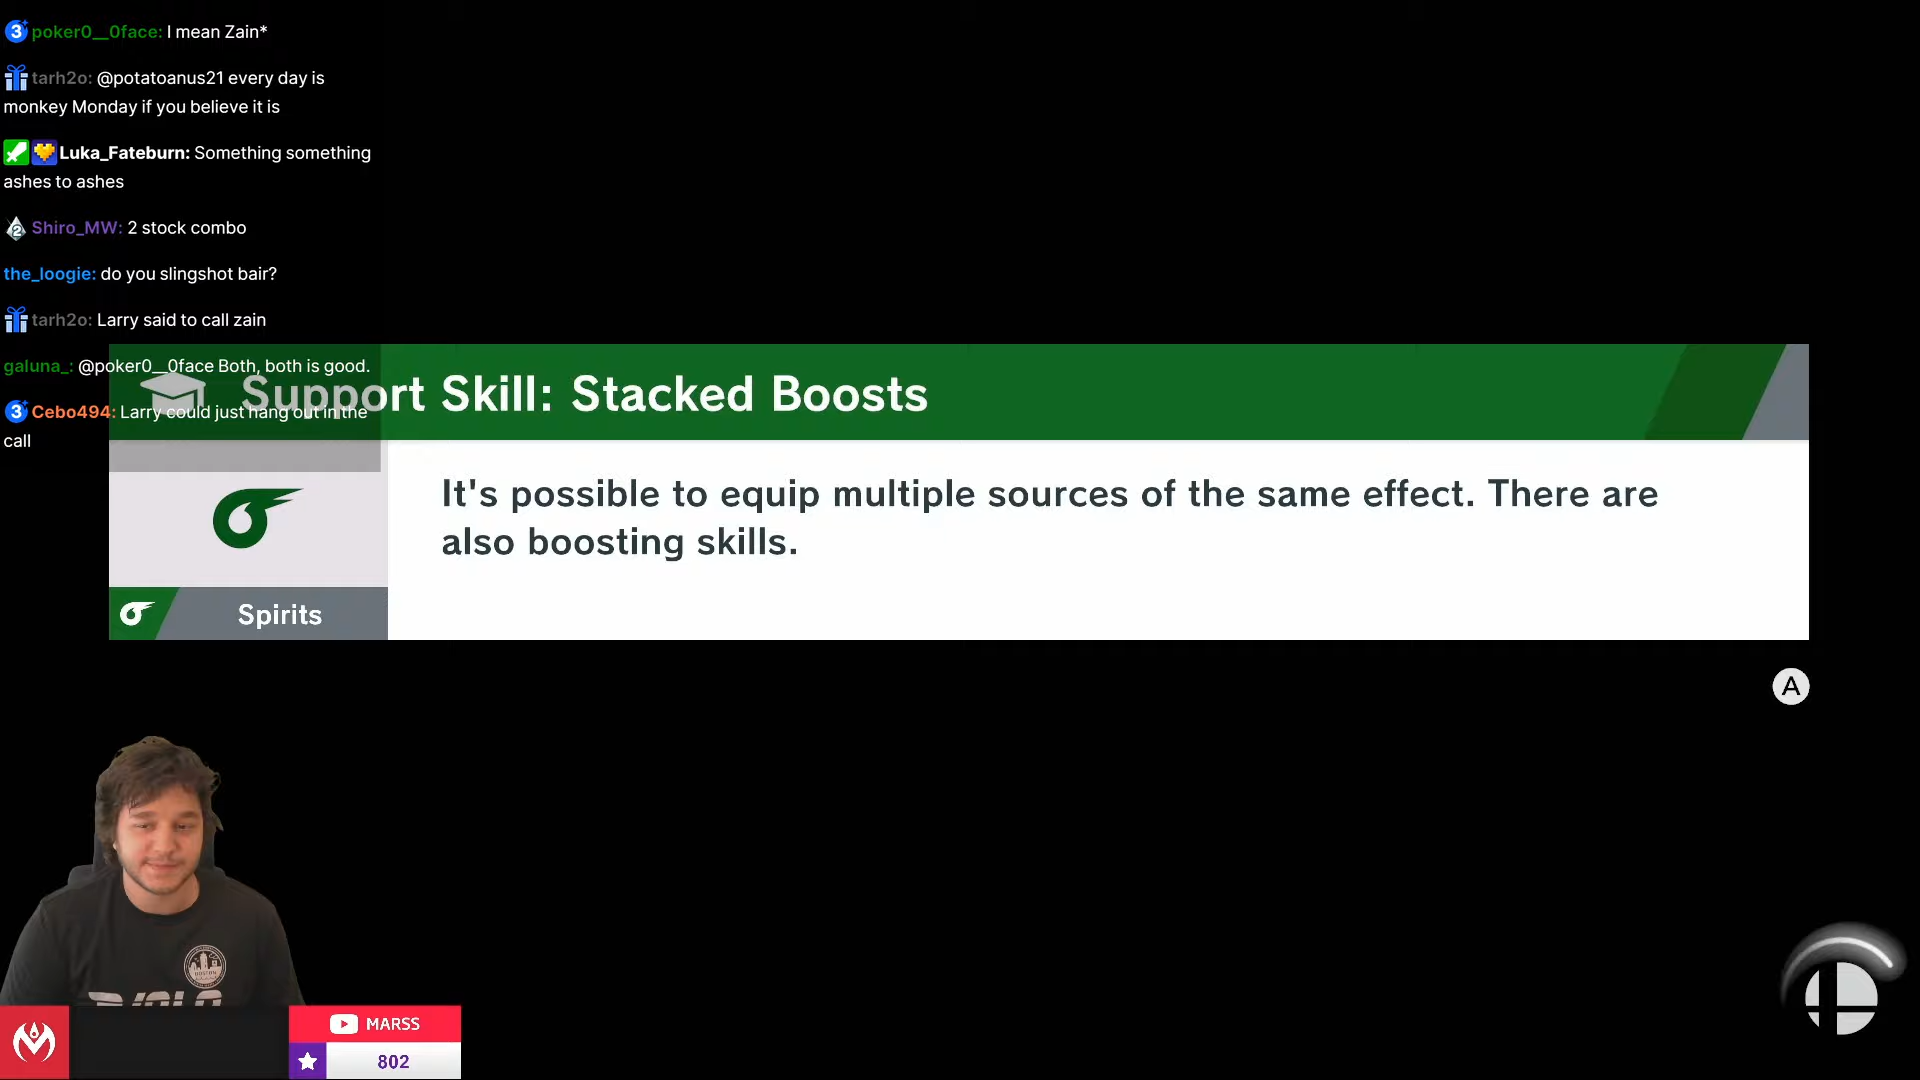 poker0__0face: I mean Zain*
tarh2o: @potatoanus21 every day is
monkey Monday if you believe it is
Luka_Fateburn: Something something
ashes to ashes
Shiro_MW: 2 stock combo
the_loogie: do you slingshot bair?
tarh2o: Larry said to call zain
galuna_: @poker0__0face Both, both is good.
Cebo494: Larry could just hang out in the
call
Support Skill: Stacked Boosts
It's possible to equip multiple sources of the same effect. There are
also boosting skills.
Spirits
A
BOSTON
MARSS
802